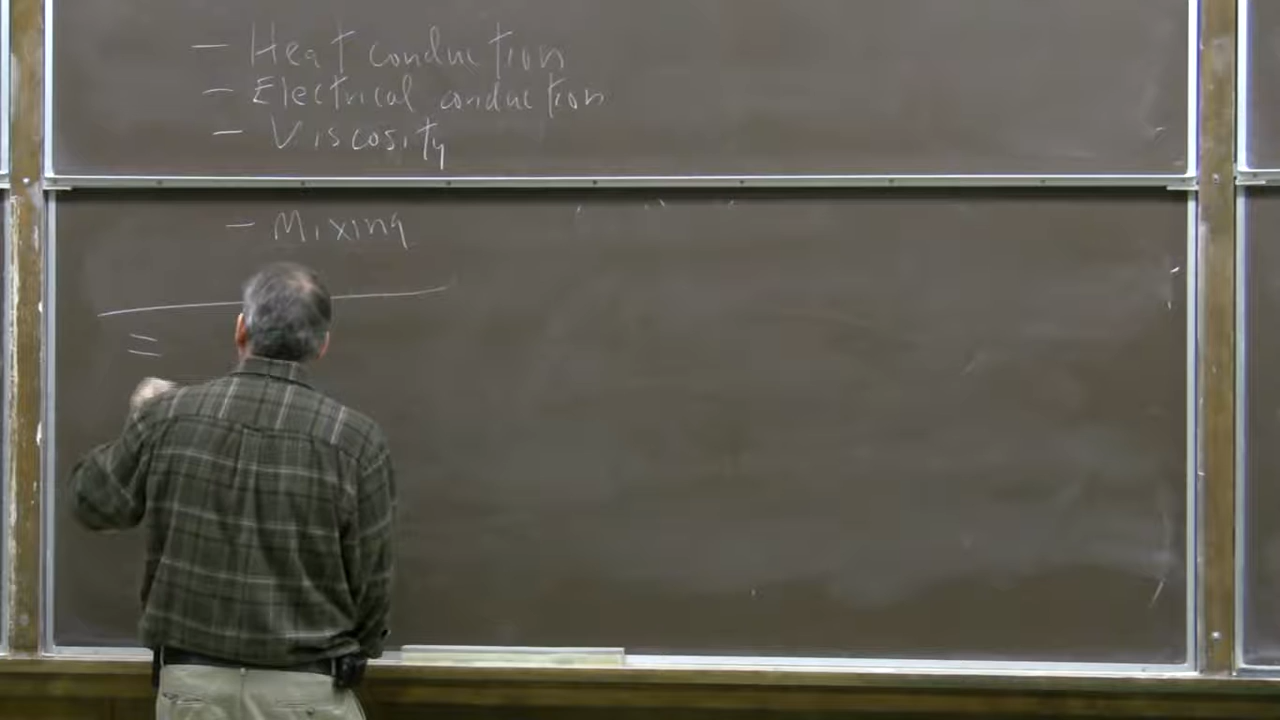 – Heat conduction
– Electrical conduction
– Viscosity
– Mixing
=